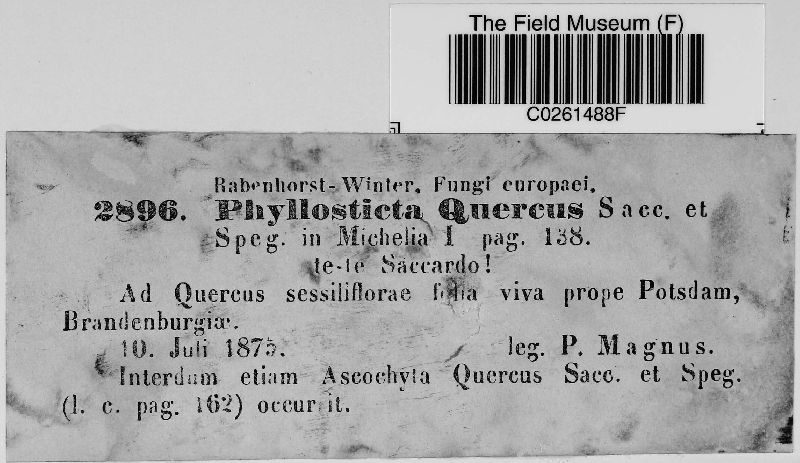 The Field Museum (F)
C0261488F
Rabenhorst-Winter, Fungi europaei.
2896. Phyllosticta Quercus Sacc. et
Speg. in Michelia I pag. 138.
te-te Saccardo!
Ad Quercus sessiliflorae folia viva prope Potsdam,
Brandenburgiæ.
10. Juli 1875. leg. P. Magnus.
Interdum etiam Ascochyta Quercus Sacc. et Speg.
(l. c. pag. 162) occurrit.